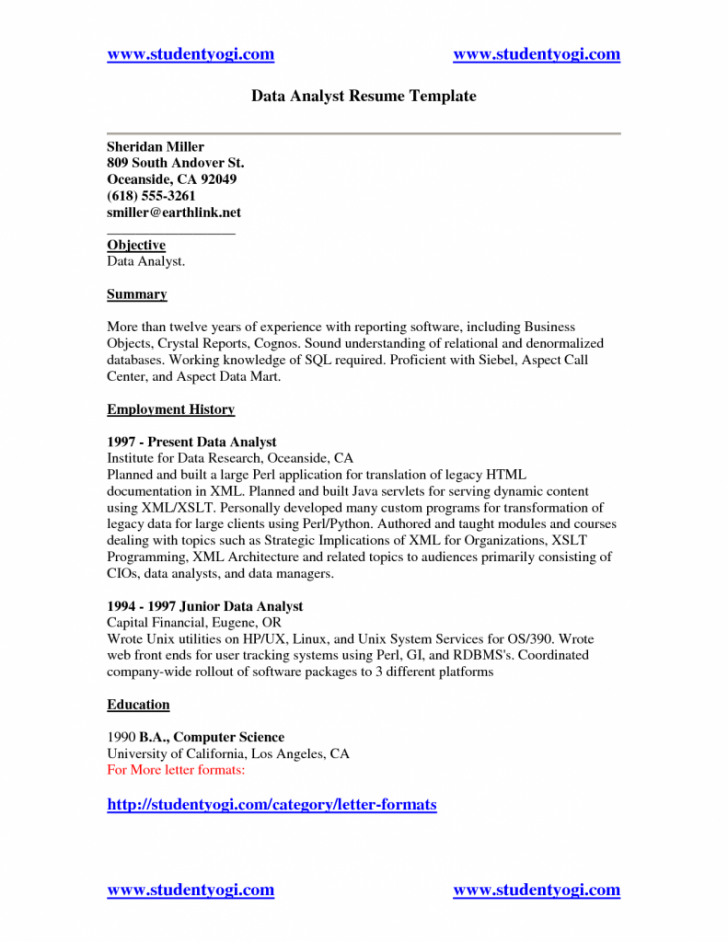 www.studentyogi.com www.studentyogi.com
Data Analyst Resume Template
Sheridan Miller
809 South Andover St.
Oceanside, CA 92049
(618) 555-3261
smiller@earthlink.net
Objective
Data Analyst.
Summary
More than twelve years of experience with reporting software, including Business
Objects, Crystal Reports, Cognos. Sound understanding of relational and denormalized
databases. Working knowledge of SQL required. Proficient with Siebel, Aspect Call
Center, and Aspect Data Mart.
Employment History
1997 - Present Data Analyst
Institute for Data Research, Oceanside, CA
Planned and built a large Perl application for translation of legacy HTML
documentation in XML. Planned and built Java servlets for serving dynamic content
using XML/XSLT. Personally developed many custom programs for transformation of
legacy data for large clients using Perl/Python. Authored and taught modules and courses
dealing with topics such as Strategic Implications of XML for Organizations, XSLT
Programming, XML Architecture and related topics to audiences primarily consisting of
CIOs, data analysts, and data managers.
1994 - 1997 Junior Data Analyst
Capital Financial, Eugene, OR
Wrote Unix utilities on HP/UX, Linux, and Unix System Services for OS/390. Wrote
web front ends for user tracking systems using Perl, GI, and RDBMS's. Coordinated
company-wide rollout of software packages to 3 different platforms
Education
1990 B.A., Computer Science
University of California, Los Angeles, CA
For More letter formats:
http://studentyogi.com/category/letter-formats
www.studentyogi.com www.studentyogi.com